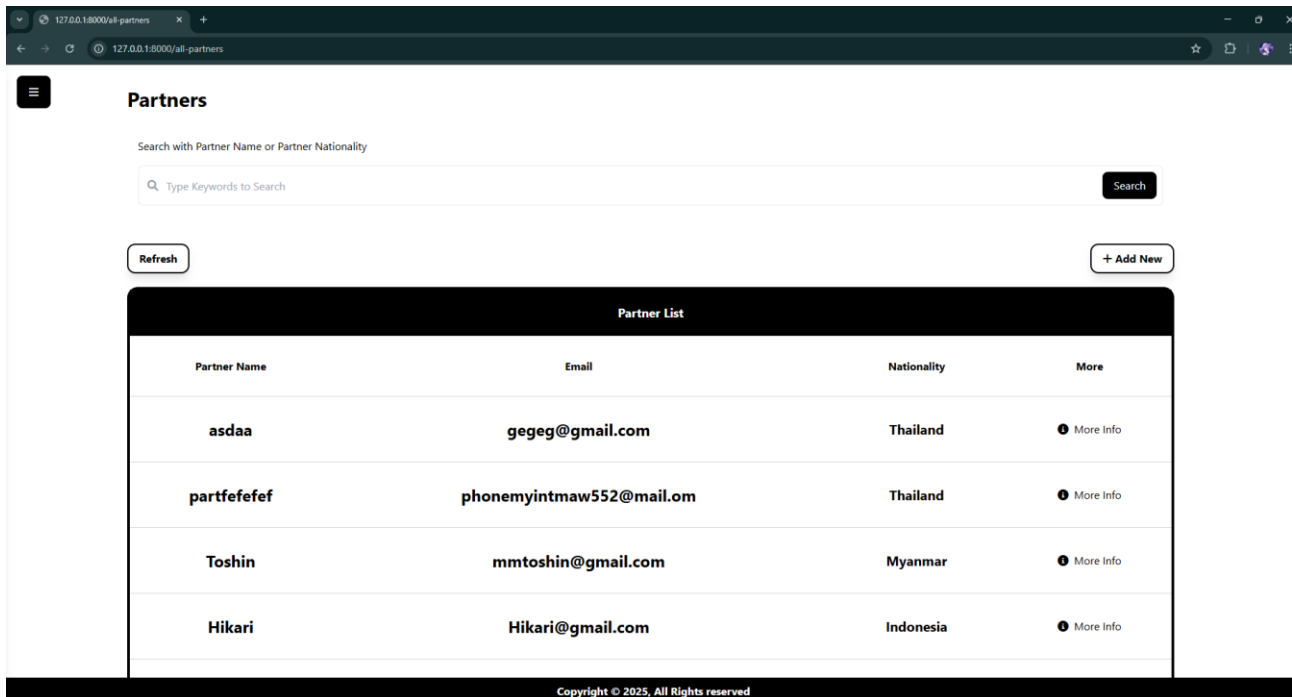 127.0.0.1:8000/all-partners
127.0.0.1:8000/all-partners
Partners
Search with Partner Name or Partner Nationality
Type Keywords to Search
Search
Refresh
+ Add New
Partner List
Partner Name Email Nationality More
asdaa gegeg@gmail.com Thailand More Info
partfefefef phonemyintmaw552@mail.om Thailand More Info
Toshin mmtoshin@gmail.com Myanmar More Info
Hikari Hikari@gmail.com Indonesia More Info
Copyright © 2025, All Rights reserved